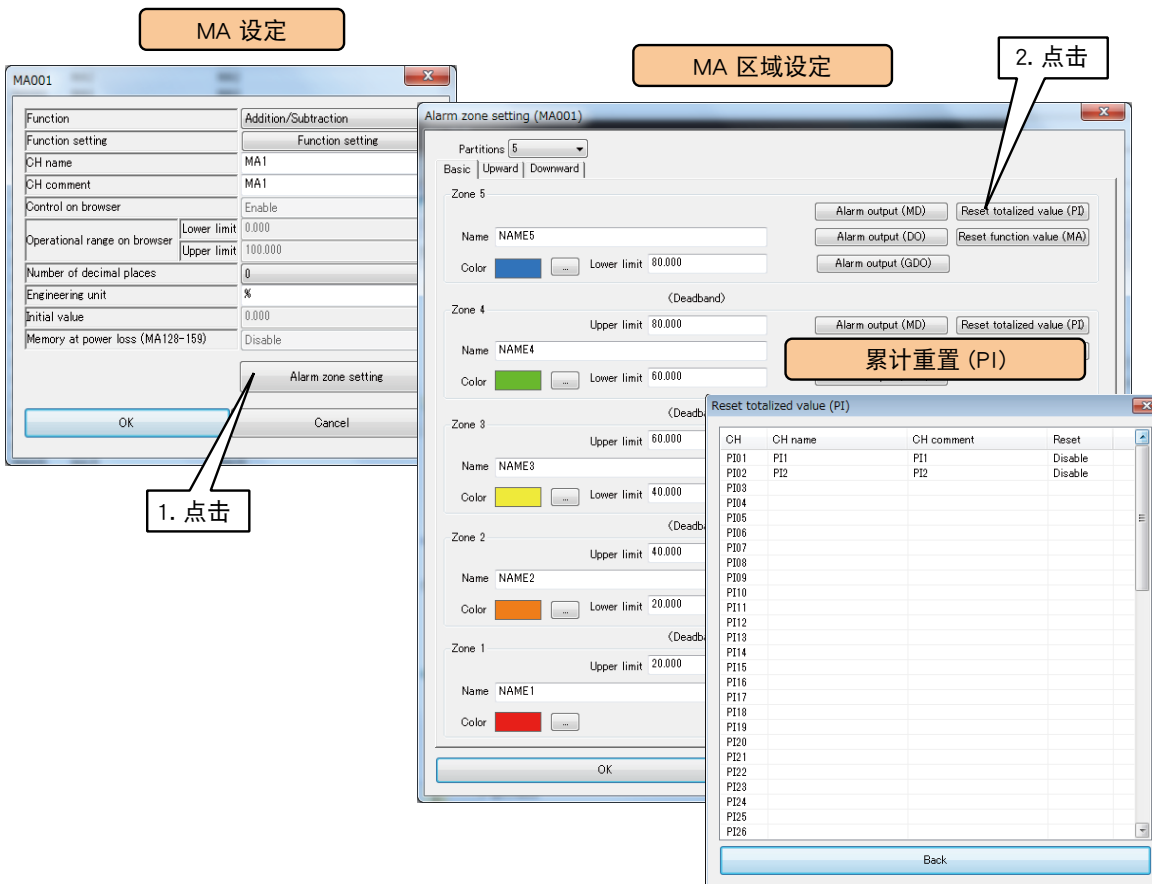 MA 设定
MA001
Function Addition/Subtraction
Function setting Function setting
CH name MA1
CH comment MA1
Control on browser Enable
Operational range on browser Lower limit 0.000
Upper limit 100.000
Number of decimal places 0
Engineering unit %
Initial value 0.000
Memory at power loss (MA128-159) Disable
Alarm zone setting
OK Cancel
1. 点击
MA 区域设定
2. 点击
Alarm zone setting (MA001)
Partitions 5
Basic Upward Downward
Zone 5
Alarm output (MD) Reset totalized value (PI)
Name NAME5 Alarm output (DO) Reset function value (MA)
Color ... Lower limit 80.000 Alarm output (GDO)
(Deadband)
Zone 4
Upper limit 80.000 Alarm output (MD) Reset totalized value (PI)
Name NAME4
Color ... Lower limit 60.000
(Deadb
Zone 3
Upper limit 60.000
Name NAME3
Color ... Lower limit 40.000
(Deadb
Zone 2
Upper limit 40.000
Name NAME2
Color ... Lower limit 20.000
(Deadb
Zone 1
Upper limit 20.000
Name NAME1
Color ...
OK
累计重置 (PI)
Reset totalized value (PI)
CH CH name CH comment Reset
PI01 PI1 PI1 Disable
PI02 PI2 PI2 Disable
PI03
PI04
PI05
PI06
PI07
PI08
PI09
PI10
PI11
PI12
PI13
PI14
PI15
PI16
PI17
PI18
PI19
PI20
PI21
PI22
PI23
PI24
PI25
PI26
Back